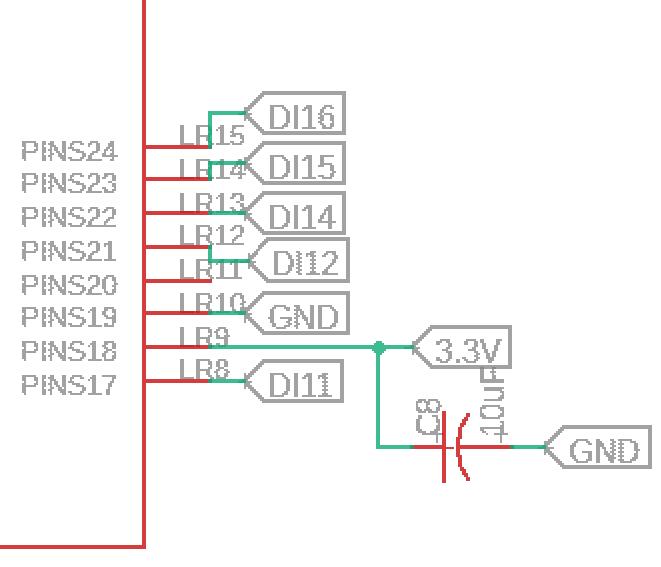 DI16
LR15
PINS24
LR14
DI15
PINS23
LR13
DI14
PINS22
LR12
PINS21
DI12
LR11
PINS20
LR10
GND
PINS19
LR9
3.3V
PINS18
LR8
DI11
PINS17
C8
10uF
GND